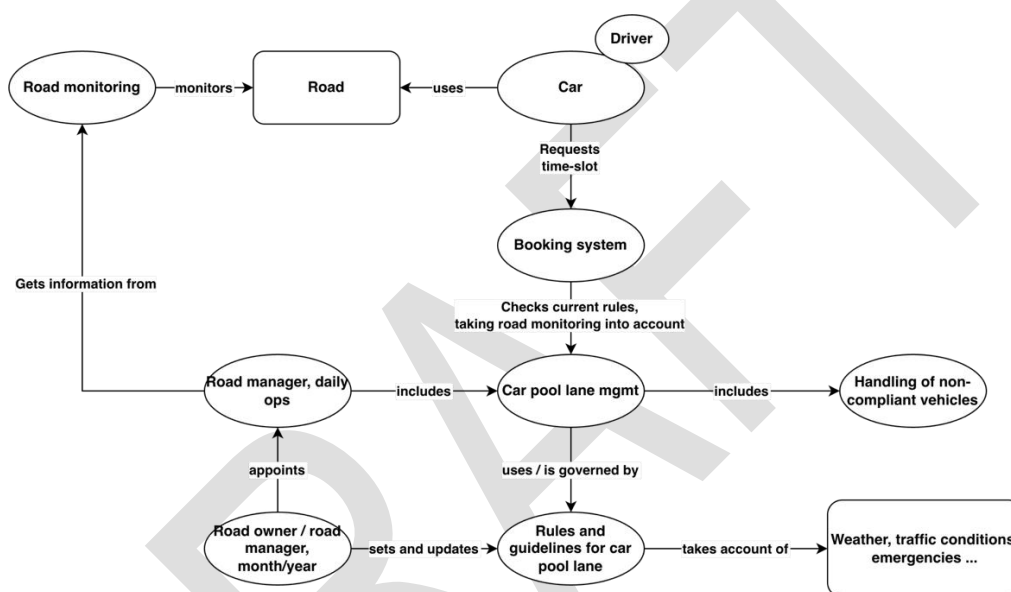 Driver
Road monitoring
monitors
Road
uses
Car
Requests
time-slot
Booking system
Gets information from
Checks current rules,
taking road monitoring into account
Road manager, daily
ops
includes
Car pool lane mgmt
includes
Handling of non-
compliant vehicles
appoints
uses / is governed by
Road owner / road
manager,
month/year
sets and updates
Rules and
guidelines for car
pool lane
takes account of
Weather, traffic conditions
emergencies ...
DRAFT